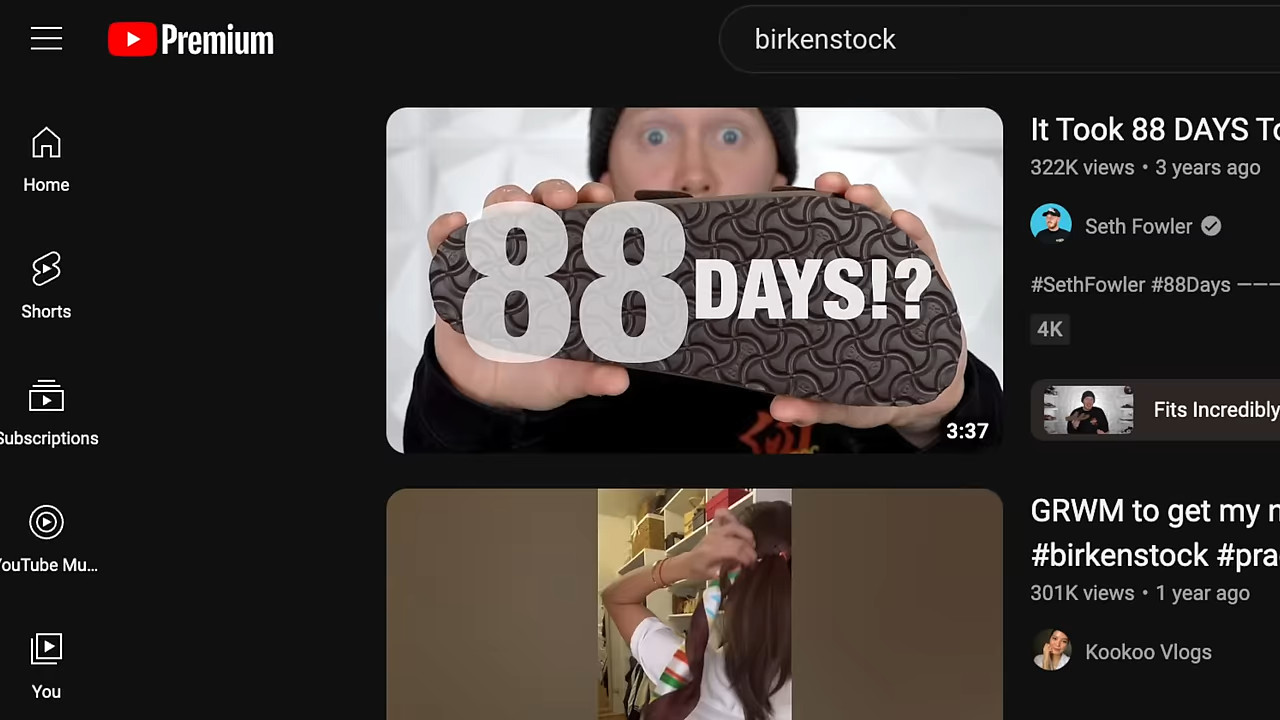 Premium
birkenstock
Home
Shorts
Subscriptions
YouTube Mu...
You
88 DAYS!?
3:37
It Took 88 DAYS To
322K views • 3 years ago
Seth Fowler
#SethFowler #88Days ———
4K
Fits Incredibly
GRWM to get my
#birkenstock #pra
301K views • 1 year ago
Kookoo Vlogs